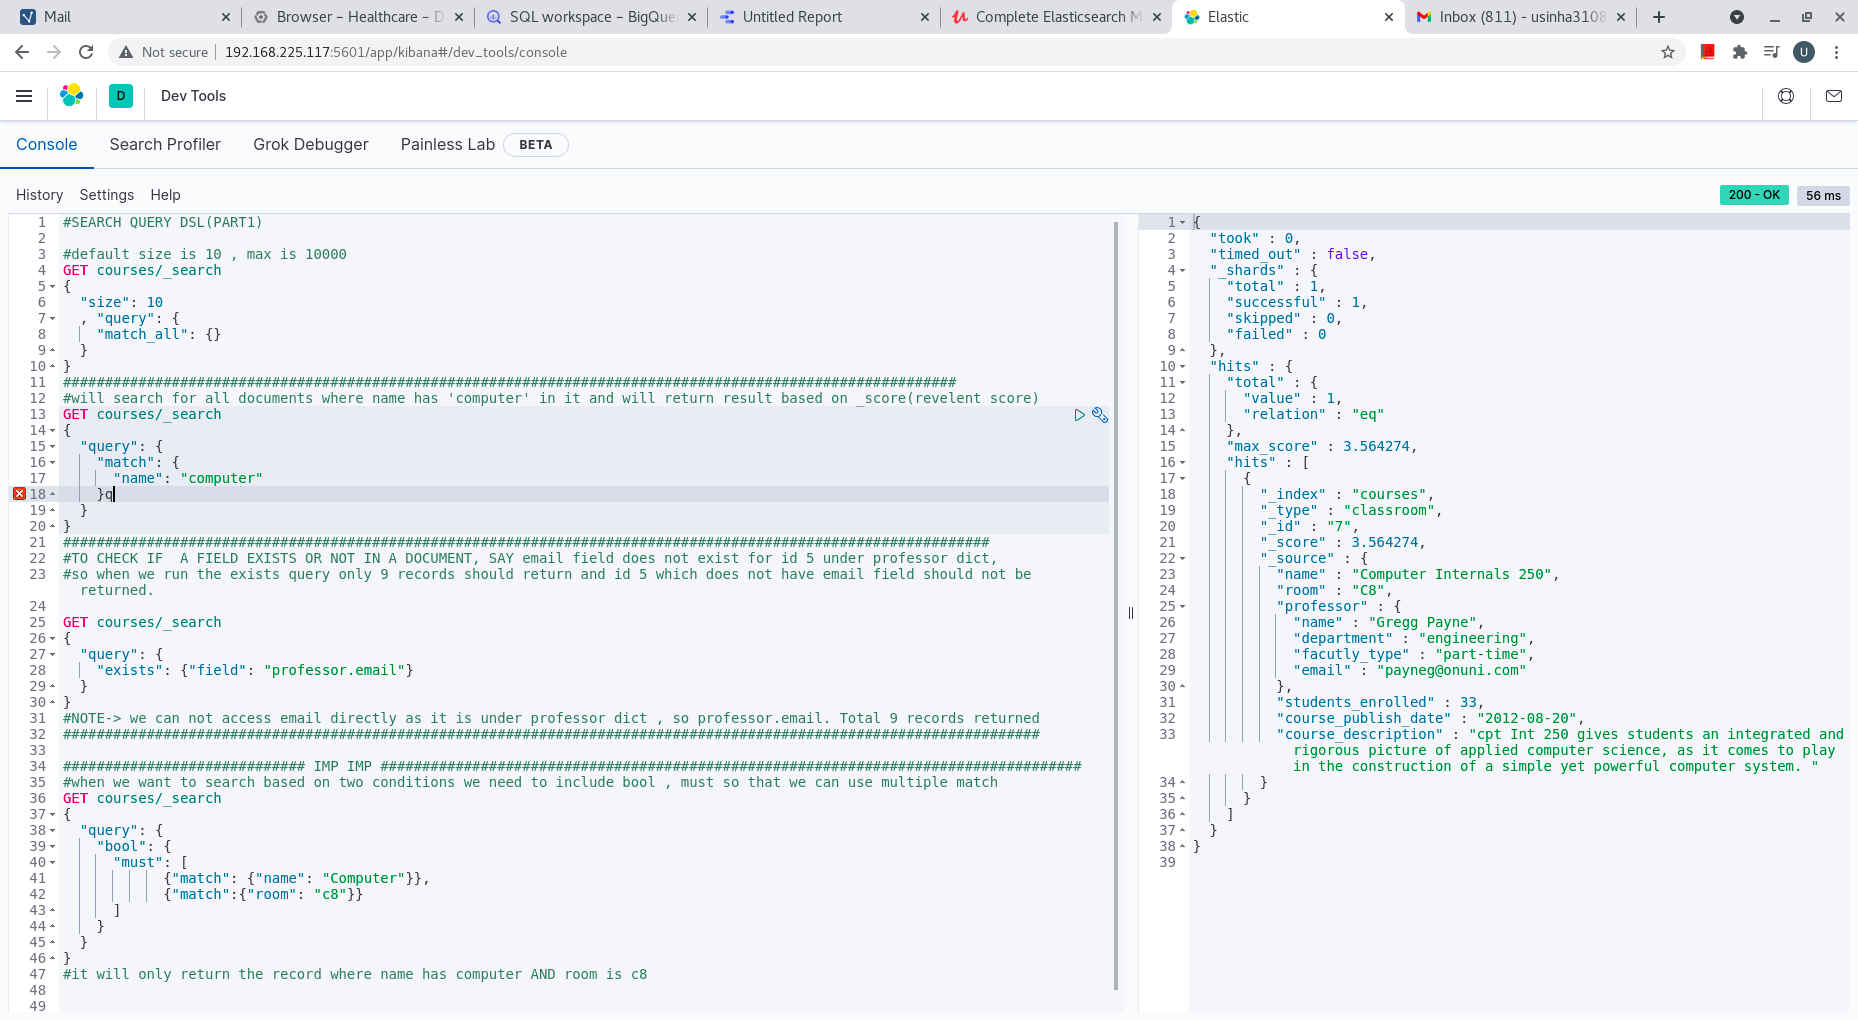 Mail
Browser – Healthcare – D
SQL workspace – BigQue
Untitled Report
Complete Elasticsearch M
Elastic
Inbox (811) - usinha3108
Not secure 192.168.225.117:5601/app/kibana#/dev_tools/console
U
D Dev Tools
Console Search Profiler Grok Debugger Painless Lab BETA
History Settings Help 200 - OK 56 ms
1 #SEARCH QUERY DSL(PART1)
2
3 #default size is 10 , max is 10000
4 GET courses/_search
5 {
6 "size": 10
7 , "query": {
8 "match_all": {}
9 }
10 }
11 ###########################################################################################################
12 #will search for all documents where name has 'computer' in it and will return result based on _score(revelent score)
13 GET courses/_search
14 {
15 "query": {
16 "match": {
17 "name": "computer"
18 }q
19 }
20 }
21 ###############################################################################################################
22 #TO CHECK IF  A FIELD EXISTS OR NOT IN A DOCUMENT, SAY email field does not exist for id 5 under professor dict,
23 #so when we run the exists query only 9 records should return and id 5 which does not have email field should not be
returned.
24
25 GET courses/_search
26 {
27 "query": {
28 "exists": {"field": "professor.email"}
29 }
30 }
31 #NOTE-> we can not access email directly as it is under professor dict , so professor.email. Total 9 records returned
32 #####################################################################################################################
33
34 ############################# IMP IMP ####################################################################################
35 #when we want to search based on two conditions we need to include bool , must so that we can use multiple match
36 GET courses/_search
37 {
38 "query": {
39 "bool": {
40 "must": [
41 {"match": {"name": "Computer"}},
42 {"match":{"room": "c8"}}
43 ]
44 }
45 }
46 }
47 #it will only return the record where name has computer AND room is c8
48
49
1 {
2 "took" : 0,
3 "timed_out" : false,
4 "_shards" : {
5 "total" : 1,
6 "successful" : 1,
7 "skipped" : 0,
8 "failed" : 0
9 },
10 "hits" : {
11 "total" : {
12 "value" : 1,
13 "relation" : "eq"
14 },
15 "max_score" : 3.564274,
16 "hits" : [
17 {
18 "_index" : "courses",
19 "_type" : "classroom",
20 "_id" : "7",
21 "_score" : 3.564274,
22 "_source" : {
23 "name" : "Computer Internals 250",
24 "room" : "C8",
25 "professor" : {
26 "name" : "Gregg Payne",
27 "department" : "engineering",
28 "facutly_type" : "part-time",
29 "email" : "payneg@onuni.com"
30 },
31 "students_enrolled" : 33,
32 "course_publish_date" : "2012-08-20",
33 "course_description" : "cpt Int 250 gives students an integrated and
rigorous picture of applied computer science, as it comes to play
in the construction of a simple yet powerful computer system. "
34 }
35 }
36 ]
37 }
38 }
39